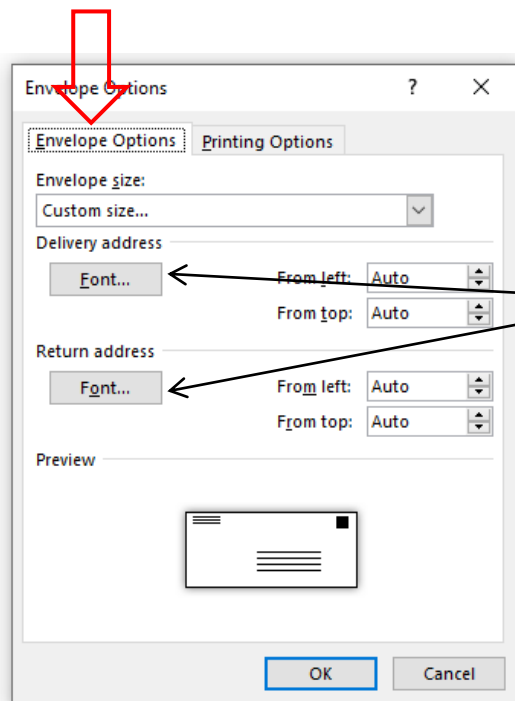 Envelope Options ?
Envelope Options Printing Options
Envelope size:
Custom size...
Delivery address
Font... From left: Auto
From top: Auto
Return address
Font... From left: Auto
From top: Auto
Preview
OK Cancel